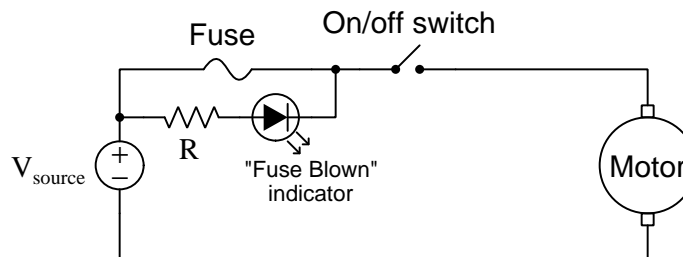 On/off switch
Fuse
R
V source
+
−
"Fuse Blown"
indicator
Motor